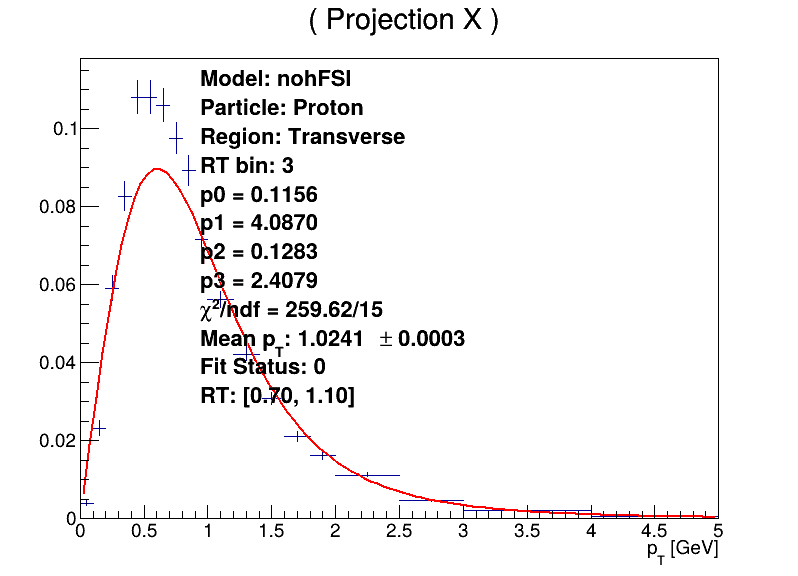 ( Projection X )
Model: nohFSI
Particle: Proton
Region: Transverse
RT bin: 3
p0 = 0.1156
p1 = 4.0870
p2 = 0.1283
p3 = 2.4079
χ²/ndf = 259.62/15
Mean p_T: 1.0241 ± 0.0003
Fit Status: 0
RT: [0.70, 1.10]
0.1
0.08
0.06
0.04
0.02
0
0 0.5 1 1.5 2 2.5 3 3.5 4 4.5 5
p_T [GeV]